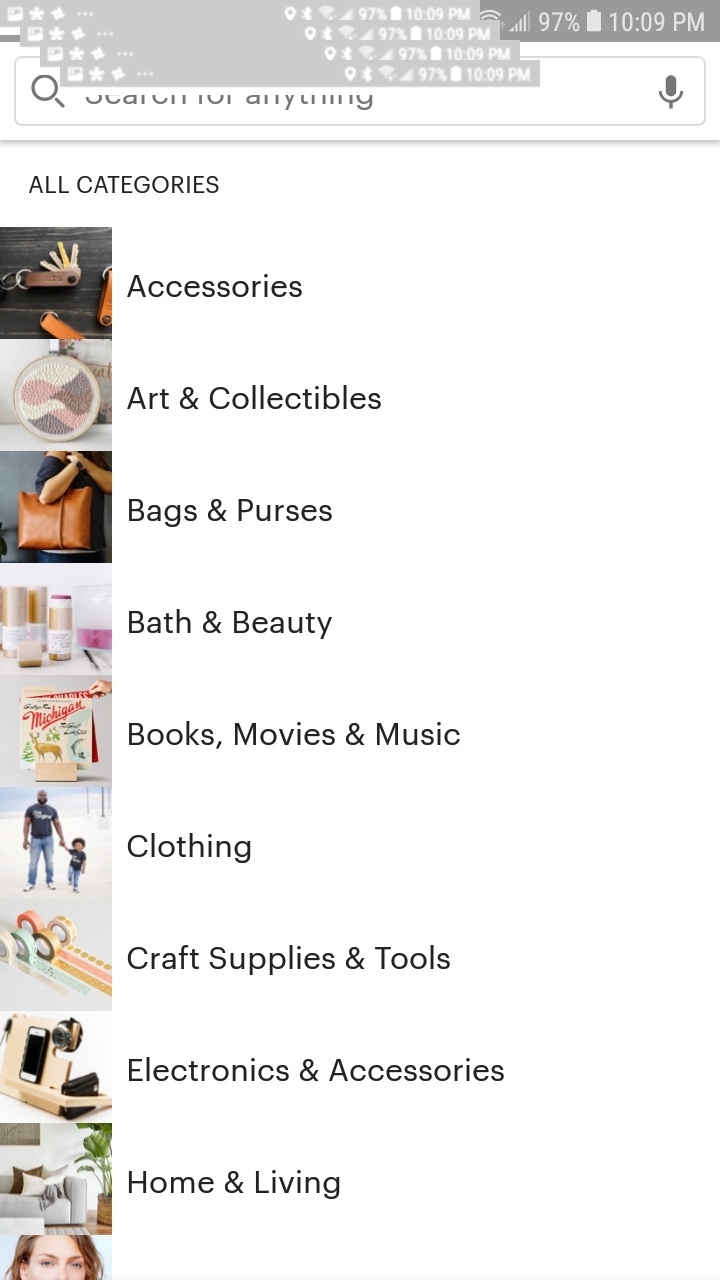 97% 10:09 PM
97% 10:09 PM
97% 10:09 PM
97% 10:09 PM
97% 10:09 PM
Search for anything
ALL CATEGORIES
Accessories
Art & Collectibles
Bags & Purses
Bath & Beauty
Michigan
Books, Movies & Music
Clothing
Craft Supplies & Tools
Electronics & Accessories
Home & Living